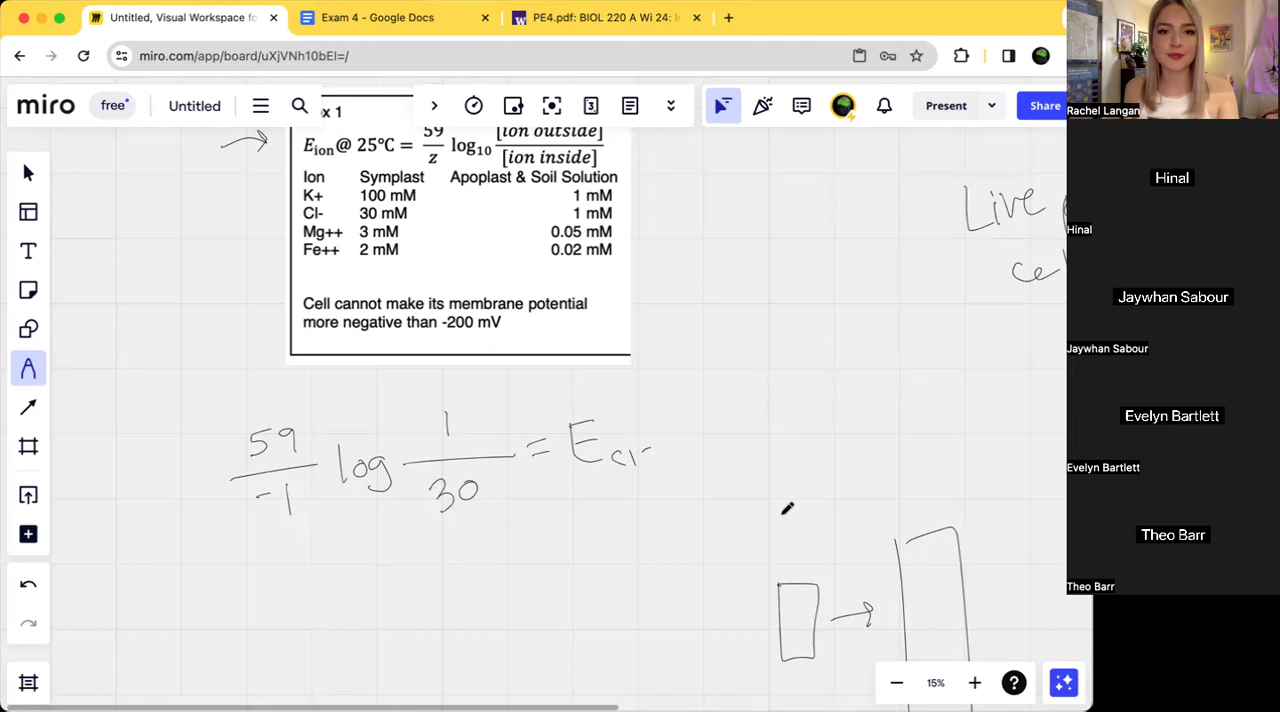 Untitled, Visual Workspace fo
Exam 4 - Google Docs
PE4.pdf: BIOL 220 A Wi 24: I
miro.com/app/board/uXjVNh10bEI=/
miro
free
Untitled
3
Present
Share
x 1
E_ion @ 25°C = 59/z log₁₀ [ion outside]/[ion inside]
Ion Symplast Apoplast & Soil Solution
K+ 100 mM 1 mM
Cl- 30 mM 1 mM
Mg++ 3 mM 0.05 mM
Fe++ 2 mM 0.02 mM
Cell cannot make its membrane potential
more negative than -200 mV
Live
cel
59/-1 log 1/30 = E_Cl-
15%
Rachel Langan
Hinal
Hinal
Jaywhan Sabour
Jaywhan Sabour
Evelyn Bartlett
Evelyn Bartlett
Theo Barr
Theo Barr